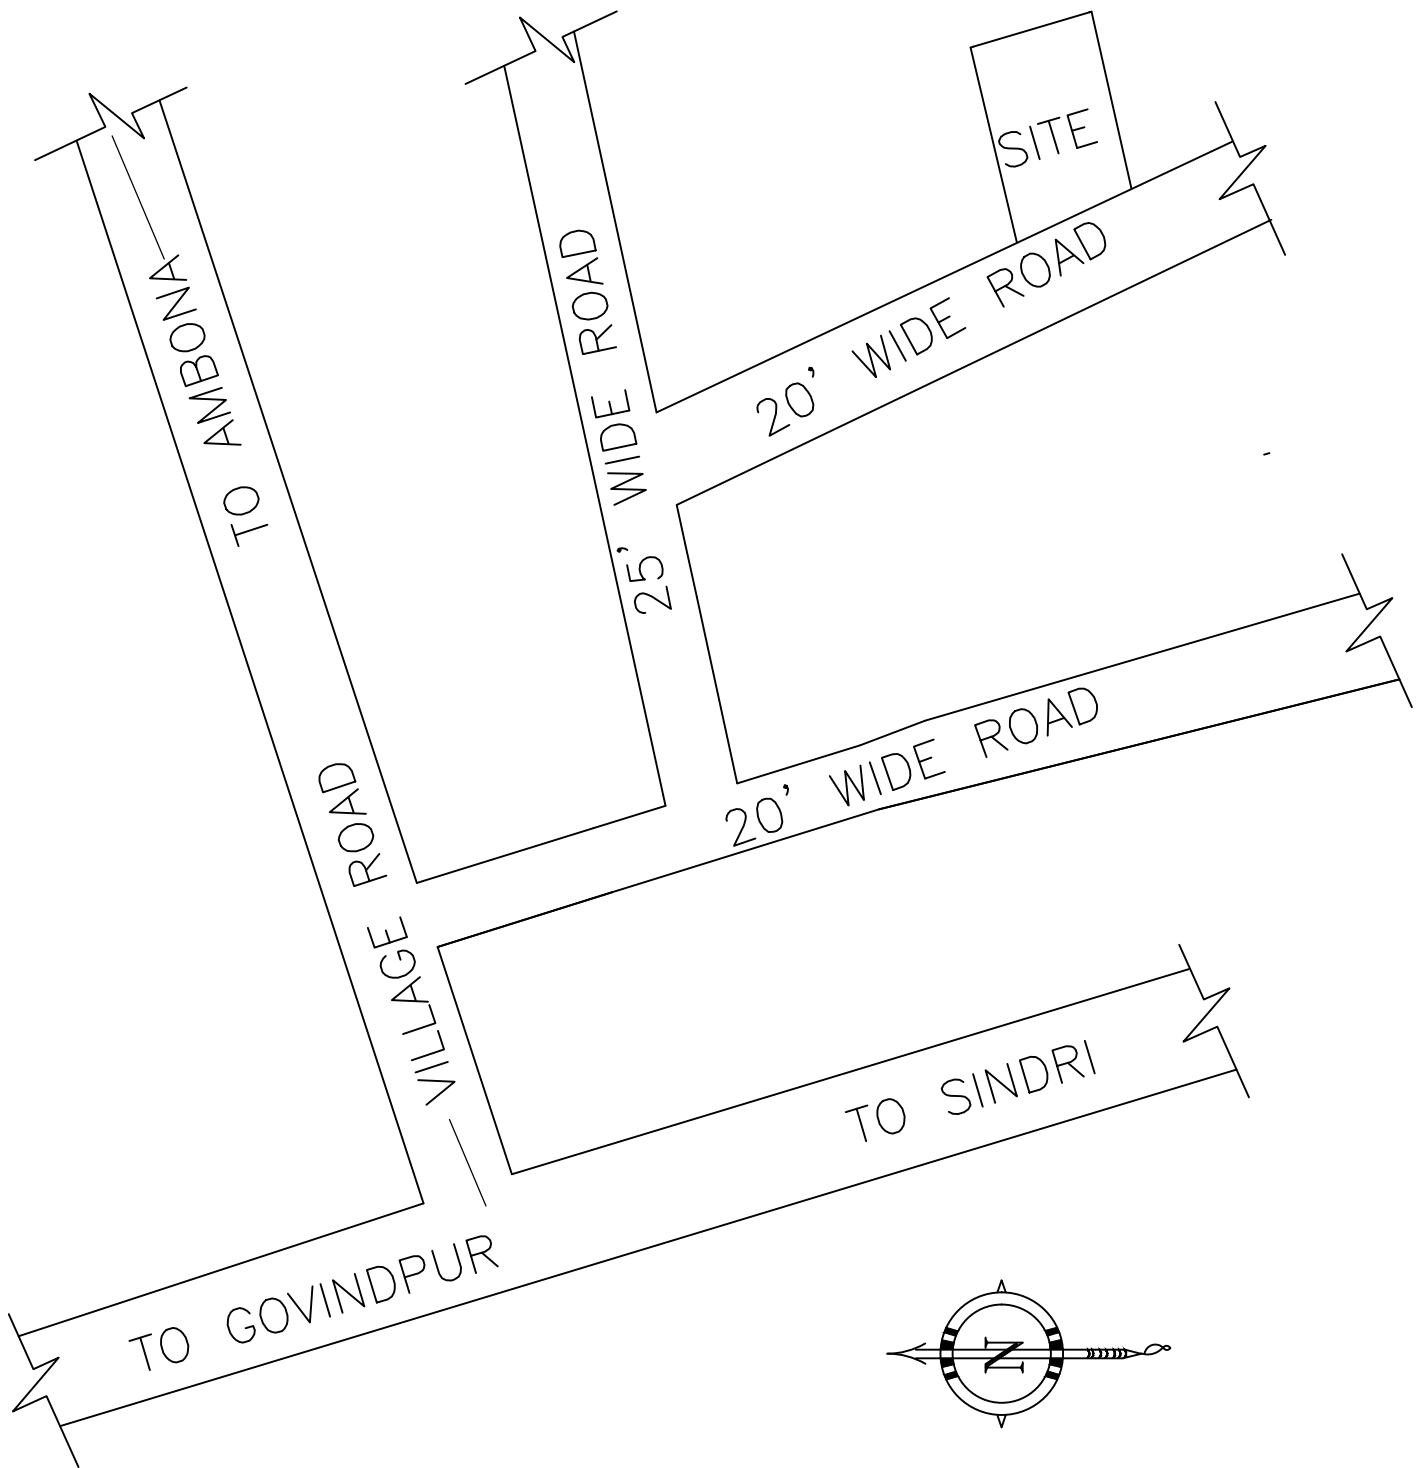 SITE
20' WIDE ROAD
25' WIDE ROAD
TO AMBONA
VILLAGE ROAD
20' WIDE ROAD
TO SINDRI
TO GOVINDPUR
N